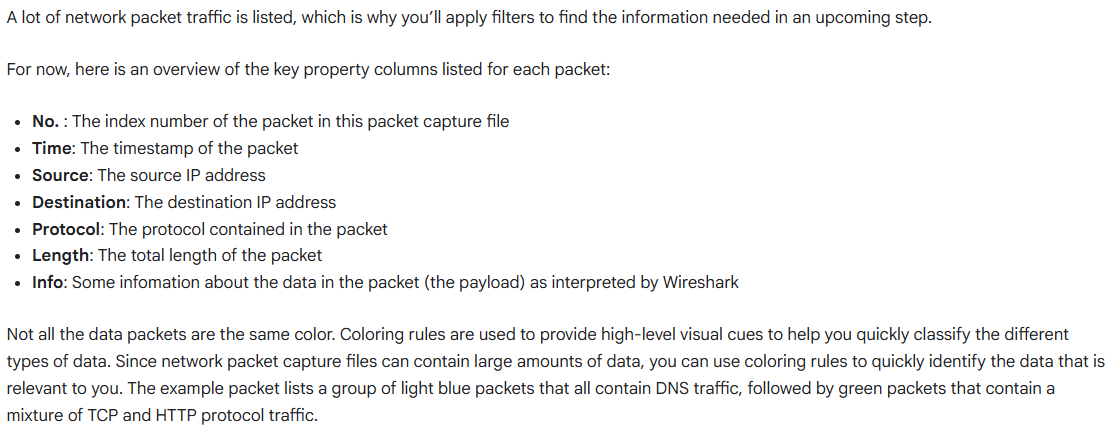 A lot of network packet traffic is listed, which is why you’ll apply filters to find the information needed in an upcoming step.
For now, here is an overview of the key property columns listed for each packet:
• No. : The index number of the packet in this packet capture file
• Time: The timestamp of the packet
• Source: The source IP address
• Destination: The destination IP address
• Protocol: The protocol contained in the packet
• Length: The total length of the packet
• Info: Some infomation about the data in the packet (the payload) as interpreted by Wireshark
Not all the data packets are the same color. Coloring rules are used to provide high-level visual cues to help you quickly classify the different
types of data. Since network packet capture files can contain large amounts of data, you can use coloring rules to quickly identify the data that is
relevant to you. The example packet lists a group of light blue packets that all contain DNS traffic, followed by green packets that contain a
mixture of TCP and HTTP protocol traffic.